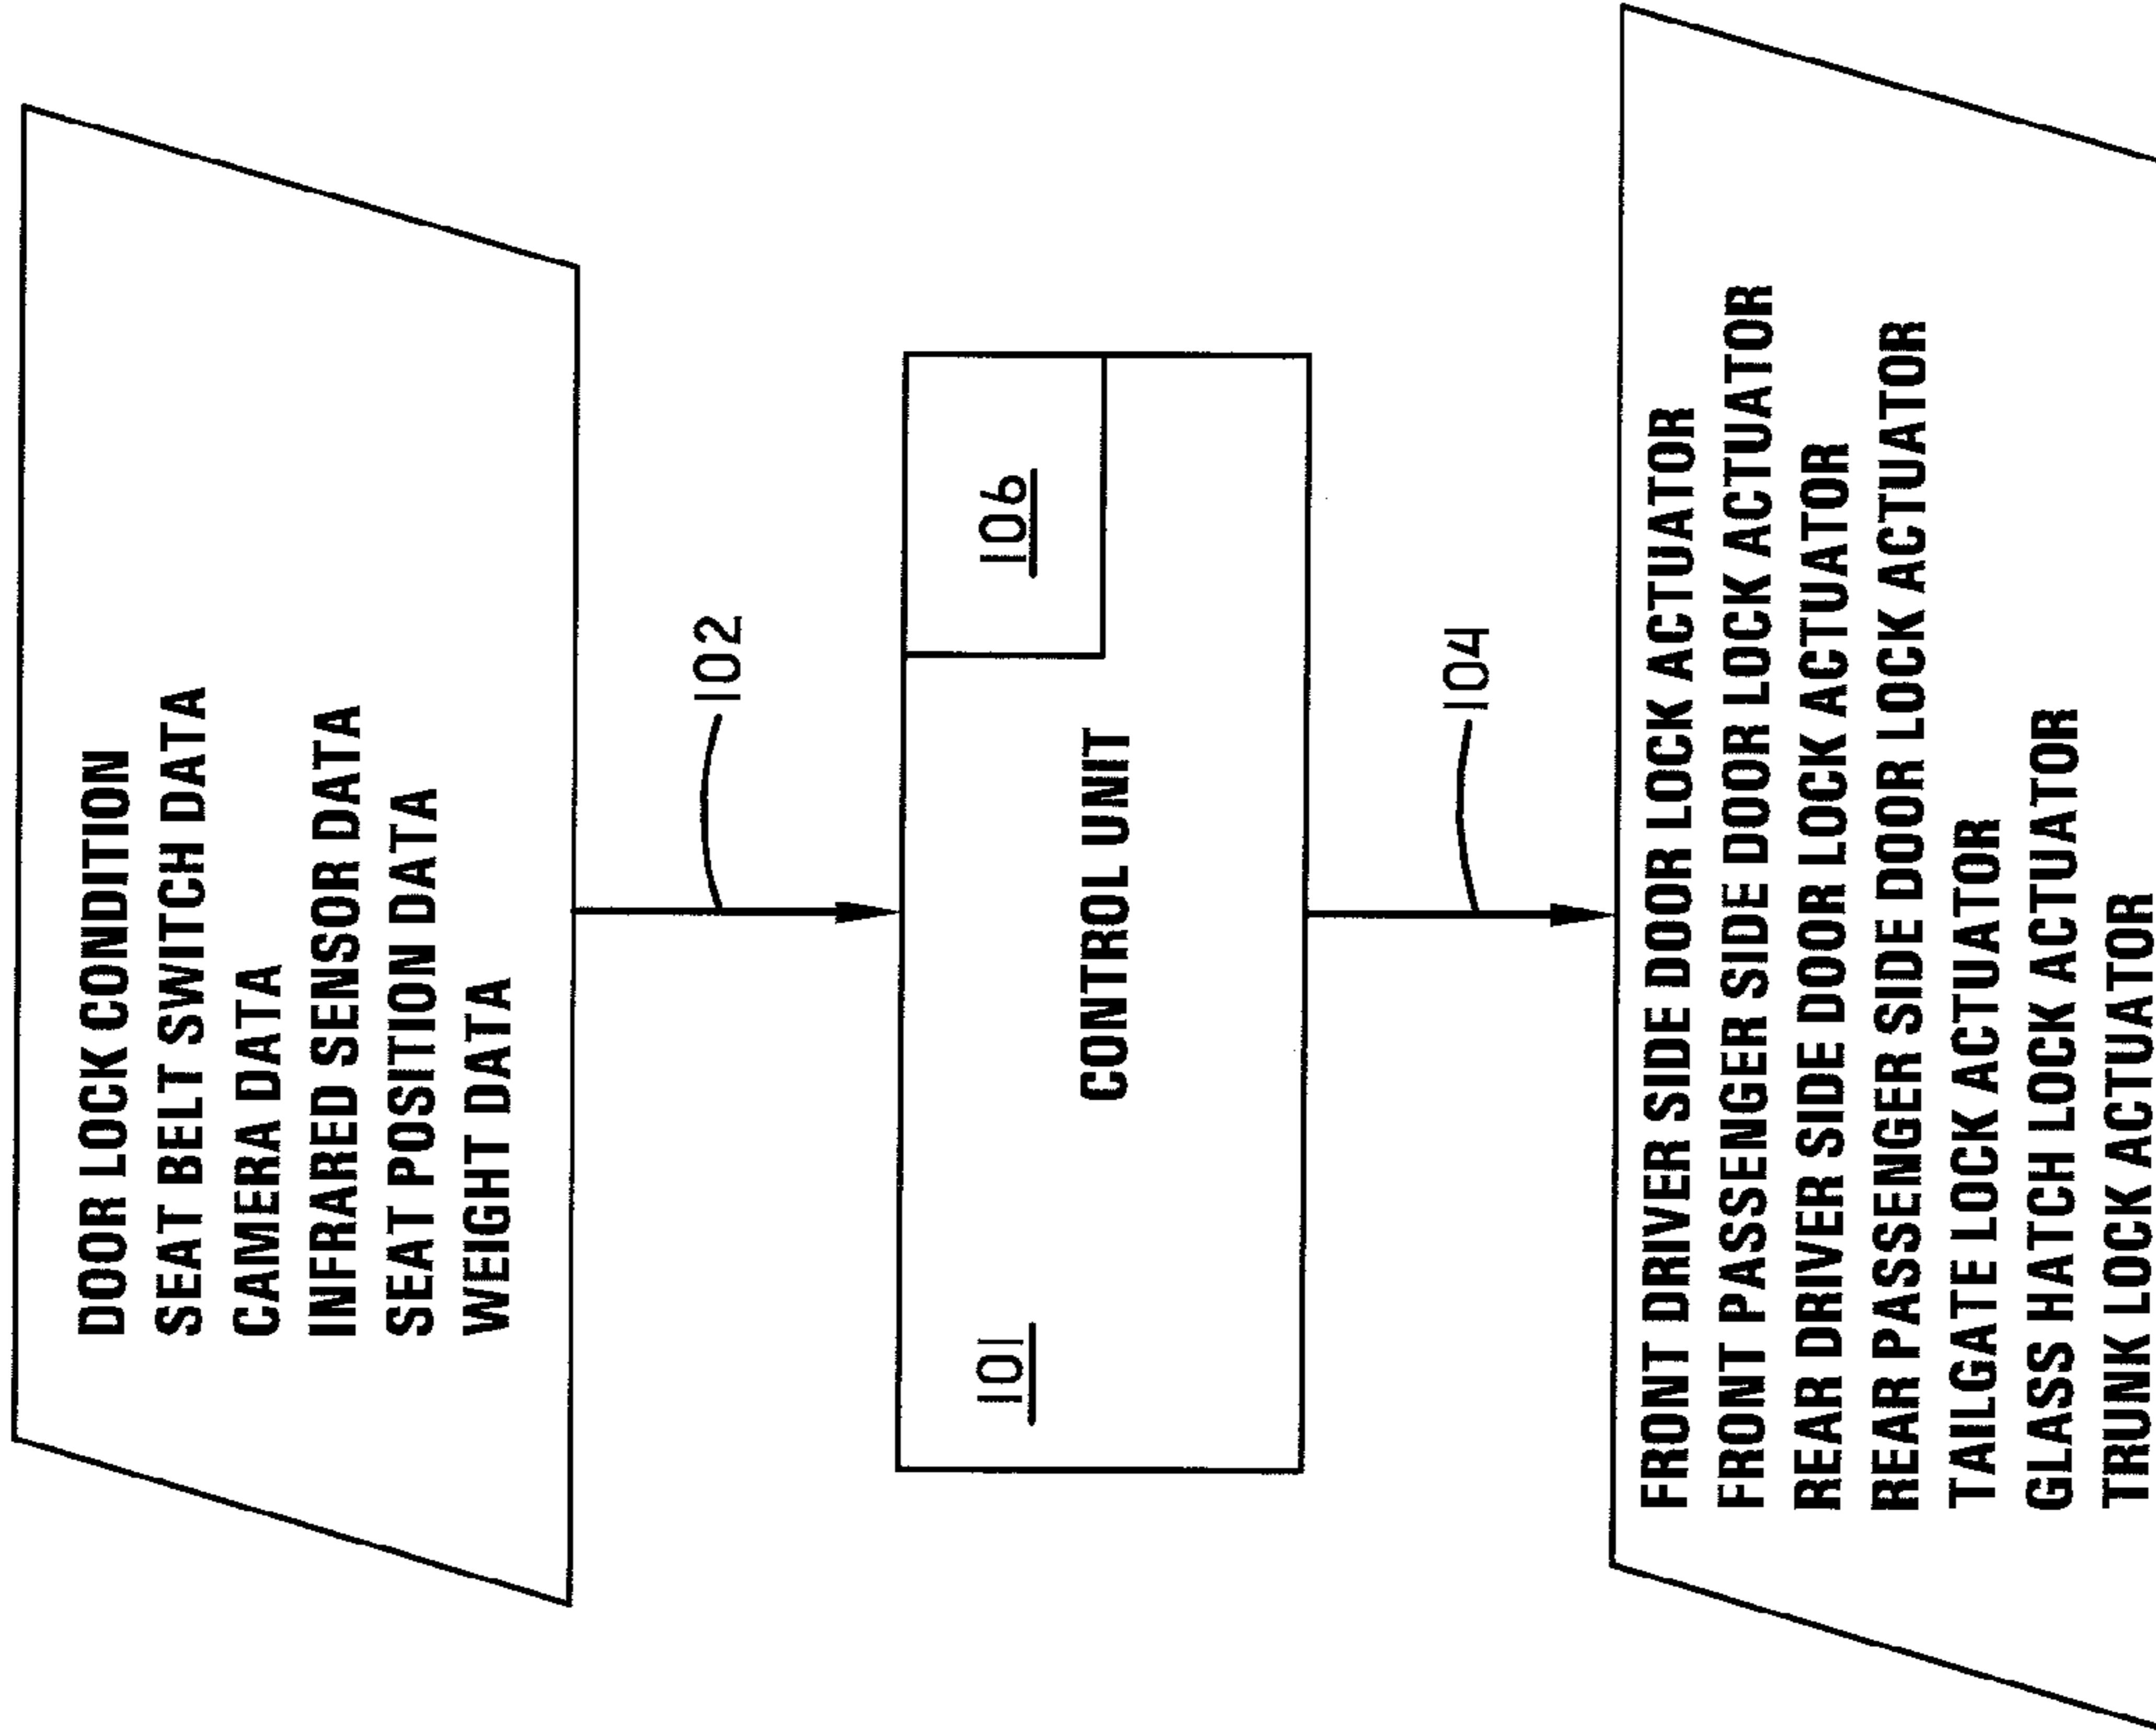 DOOR LOCK CONDITION
SEAT BELT SWITCH DATA
CAMERA DATA
INFRARED SENSOR DATA
SEAT POSITION DATA
WEIGHT DATA
102
101
106
CONTROL UNIT
104
FRONT DRIVER SIDE DOOR LOCK ACTUATOR
FRONT PASSENGER SIDE DOOR LOCK ACTUATOR
REAR DRIVER SIDE DOOR LOCK ACTUATOR
REAR PASSENGER SIDE DOOR LOCK ACTUATOR
TAILGATE LOCK ACTUATOR
GLASS HATCH LOCK ACTUATOR
TRUNK LOCK ACTUATOR